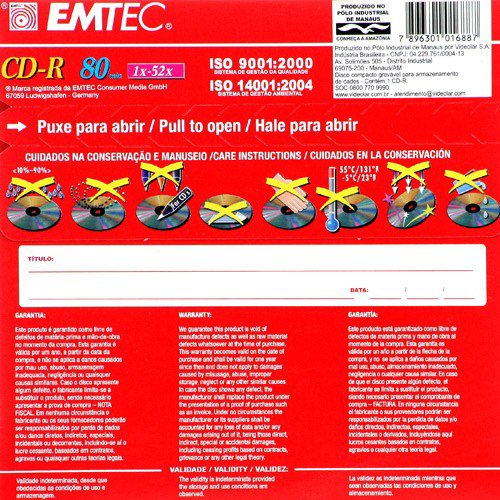 EMTEC®
PRODUZIDO NO
PÓLO INDUSTRIAL
DE MANAUS
CONHEÇA A AMAZÔNIA
7 896301 016887
CD-R 80 min 1x-52x
ISO 9001:2000
SISTEMA DE GESTÃO DA QUALIDADE
ISO 14001:2004
SISTEMA DE GESTÃO AMBIENTAL
® Marca registrada da EMTEC Consumer Media GmbH
67059 Ludwigshafen - Germany
Produzido no Pólo Industrial de Manaus por Videolar S.A.
Indústria Brasileira - CNPJ.: 04.229.761/0004-13
Av. Solimões 505 - Distrito Industrial
69075-200 - Manaus/AM
Disco compacto gravável para armazenamento
de dados - Contém 1 CD-R.
SOC 0800 770 9990
www.videolar.com.br - atendimento@videolar.com
Puxe para abrir / Pull to open / Hale para abrir
CUIDADOS NA CONSERVAÇÃO E MANUSEIO /CARE INSTRUCTIONS / CUIDADOS EN LA CONSERVACIÓN
<10%~90%>
for CD!
55°C/131°F
-5°C/23°F
TÍTULO:
DATA: / /
GARANTIA:
Este produto é garantido como livre de
defeitos de matéria-prima e mão-de-obra
no momento da compra. Esta garantia é
válida por um ano, a partir da data da
compra, e não se aplica a danos causados
por mau uso, abuso, armazenagem
inadequada, negligência ou quaisquer
causas similares. Caso o disco apresente
algum defeito, o fabricante limita-se a
substituir o produto, sendo necessário
apresentar a prova de compra – NOTA
FISCAL. Em nenhuma circunstância o
fabricante ou os seus fornecedores poderão
ser responsabilizados por perda de dados
e/ou danos diretos, indiretos, especiais,
incidentais ou decorrentes, incluindo-se aí o
lucro cessante, baseados em contratos,
agravos ou quaisquer outras teorias legais.
WARRANTY:
We guarantee this product is void of
manufacture defects as well as raw material
defects whatsoever at the time of purchase.
This warranty becomes valid on the date of
purchase and shall be valid for one year
since then and does not apply to damages
caused by misusage, abuse, improper
storage, neglect or any other similar causes.
In case the disc shows any defect, the
manufacturer shall replace the product under
the presentation of a proof of purchase such
as an invoice. Under no circumstances the
manufacturer or its suppliers shall be
accounted for any loss of data and/or any
damages arising out of it, being those direct,
indirect, special or accidental damages,
including ceasing profits based on contracts,
grievance or any other legal principles.
GARANTÍA:
Este producto está garantizado como libre de
defectos de materia prima y mano de obra al
momento de la compra. Esta garantía es
válida por un año a partir de la fecha de la
compra, y no se aplica a daños causados por
mal uso, abuso, almacenamiento inadecuado,
negligencia o cualquier causa similar. En caso
de que el disco presente algún defecto, el
fabricante se limita a substituir el producto,
siendo necesario presentar el comprobante de
compra — FACTURA. En ninguna circunstancia
el fabricante o sus proveedores podrán ser
responsabilizados por la perdida de datos y/o
daños directos, indirectos, especiales,
incidentales o derivados, incluyéndose aquí
lucros cesantes basados en contratos,
agravios o cualquier otra teoría legal.
VALIDADE / VALIDITY / VALIDEZ:
Validade indeterminada, desde que
obedecidas as condições de uso e
armazenagem.
The validity is indeterminate provided
the storage and use conditions are
observed.
La validez es indeterminada mientras que
sean observadas las condiciones de uso y
almacenaje.